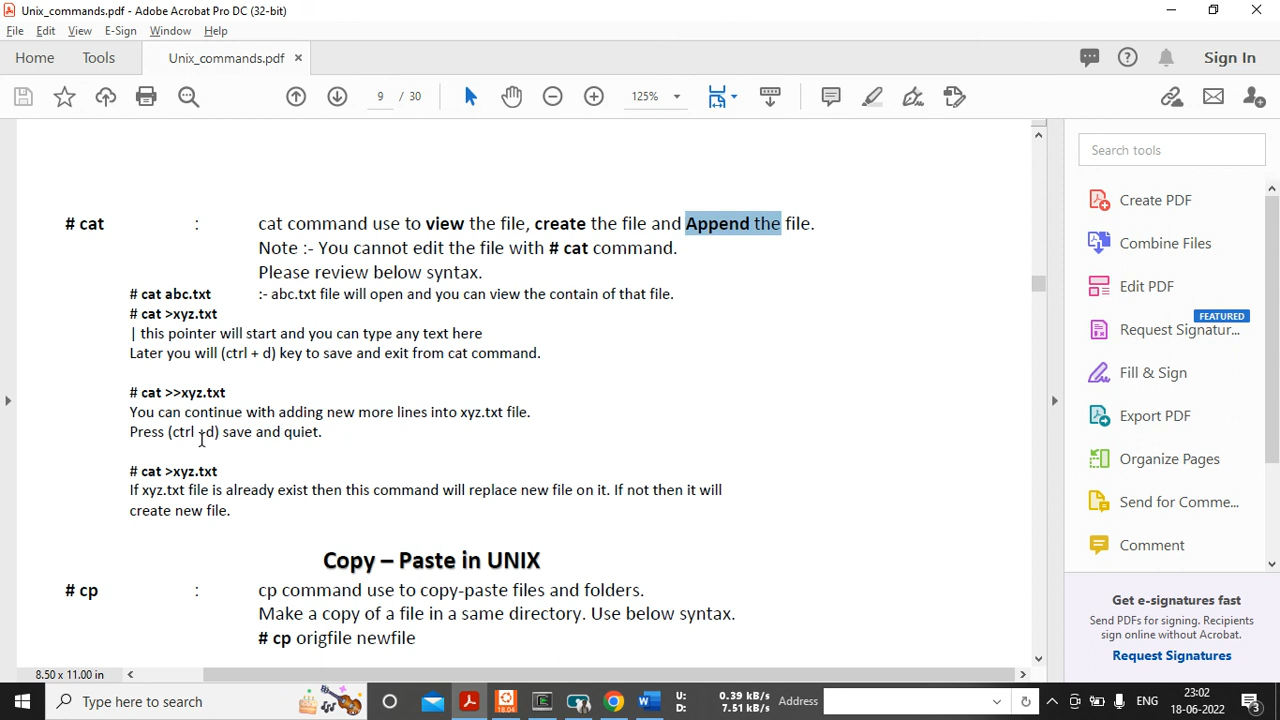 Unix_commands.pdf - Adobe Acrobat Pro DC (32-bit)
File Edit View E-Sign Window Help
Home Tools Unix_commands.pdf × Sign In
9 / 30 125%
# cat : cat command use to view the file, create the file and Append the file.
Note :- You cannot edit the file with # cat command.
Please review below syntax.
# cat abc.txt :- abc.txt file will open and you can view the contain of that file.
# cat >xyz.txt
| this pointer will start and you can type any text here
Later you will (ctrl + d) key to save and exit from cat command.
# cat >>xyz.txt
You can continue with adding new more lines into xyz.txt file.
Press (ctrl +d) save and quiet.
# cat >xyz.txt
If xyz.txt file is already exist then this command will replace new file on it. If not then it will
create new file.
Copy – Paste in UNIX
# cp : cp command use to copy-paste files and folders.
Make a copy of a file in a same directory. Use below syntax.
# cp origfile newfile
8.50 x 11.00 in
Search tools
Create PDF
Combine Files
Edit PDF
FEATURED
Request Signatur...
Fill & Sign
Export PDF
Organize Pages
Send for Comme...
Comment
Get e-signatures fast
Send PDFs for signing. Recipients
sign online without Acrobat.
Request Signatures
Type here to search
18.04
U: 0.39 kB/s
D: 7.51 kB/s
Address
ENG
23:02
18-06-2022
3